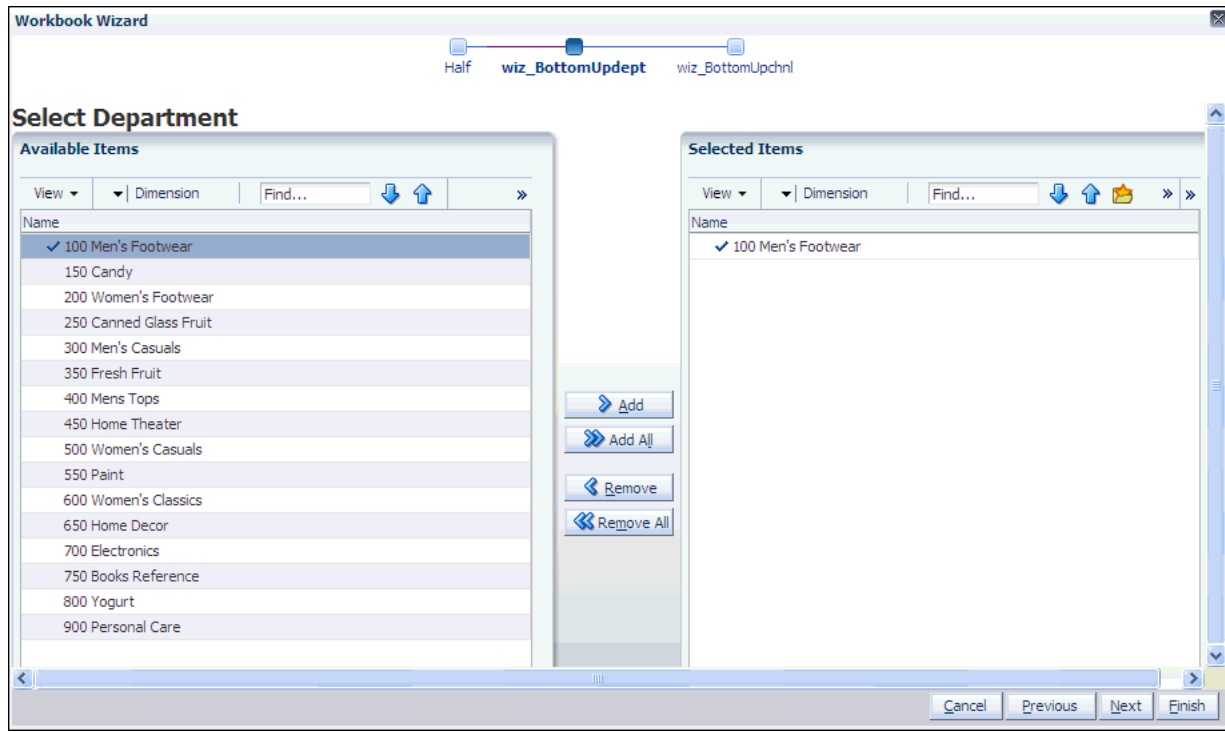 Workbook Wizard
Half wiz_BottomUpdept wiz_BottomUpchnl
Select Department
Available Items
View Dimension Find... »
Name
100 Men's Footwear
150 Candy
200 Women's Footwear
250 Canned Glass Fruit
300 Men's Casuals
350 Fresh Fruit
400 Mens Tops
450 Home Theater
500 Women's Casuals
550 Paint
600 Women's Classics
650 Home Decor
700 Electronics
750 Books Reference
800 Yogurt
900 Personal Care
Add
Add All
Remove
Remove All
Selected Items
View Dimension Find... » »
Name
100 Men's Footwear
Cancel Previous Next Finish